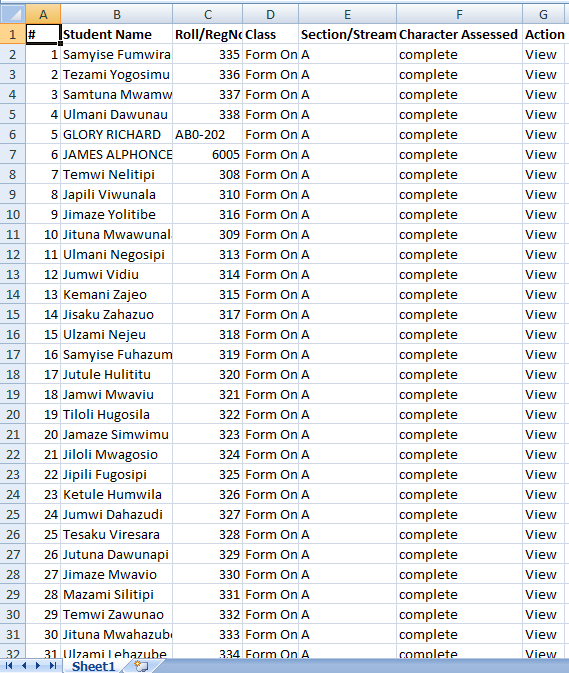 A B C D E F G
1 # Student Name Roll/RegNo Class Section/Stream Character Assessed Action
2 1 Samyise Fumwira 335 Form On A complete View
3 2 Tezami Yogosimu 336 Form On A complete View
4 3 Samtuna Mwamw 337 Form On A complete View
5 4 Ulmani Dawunau 338 Form On A complete View
6 5 GLORY RICHARD AB0-202 Form On A complete View
7 6 JAMES ALPHONCE 6005 Form On A complete View
8 7 Temwi Nelitipi 308 Form On A complete View
9 8 Japili Viwunala 310 Form On A complete View
10 9 Jimaze Yolitibe 316 Form On A complete View
11 10 Jituna Mwawunal 309 Form On A complete View
12 11 Ulmani Negosipi 313 Form On A complete View
13 12 Jumwi Vidiu 314 Form On A complete View
14 13 Kemani Zajeo 315 Form On A complete View
15 14 Jisaku Zahazuo 317 Form On A complete View
16 15 Ulzami Nejeu 318 Form On A complete View
17 16 Samyise Fuhazum 319 Form On A complete View
18 17 Jutule Hulititu 320 Form On A complete View
19 18 Jamwi Mwaviu 321 Form On A complete View
20 19 Tiloli Hugosila 322 Form On A complete View
21 20 Jamaze Simwimu 323 Form On A complete View
22 21 Jiloli Mwagosio 324 Form On A complete View
23 22 Jipili Fugosipi 325 Form On A complete View
24 23 Ketule Humwila 326 Form On A complete View
25 24 Jumwi Dahazudi 327 Form On A complete View
26 25 Tesaku Viresara 328 Form On A complete View
27 26 Jutuna Dawunapi 329 Form On A complete View
28 27 Jimaze Mwavio 330 Form On A complete View
29 28 Mazami Silitipi 331 Form On A complete View
30 29 Temwi Zawunao 332 Form On A complete View
31 30 Jituna Mwahazube 333 Form On A complete View
32 31 Ulzami Lehazube 334 Form On A complete View
Sheet1